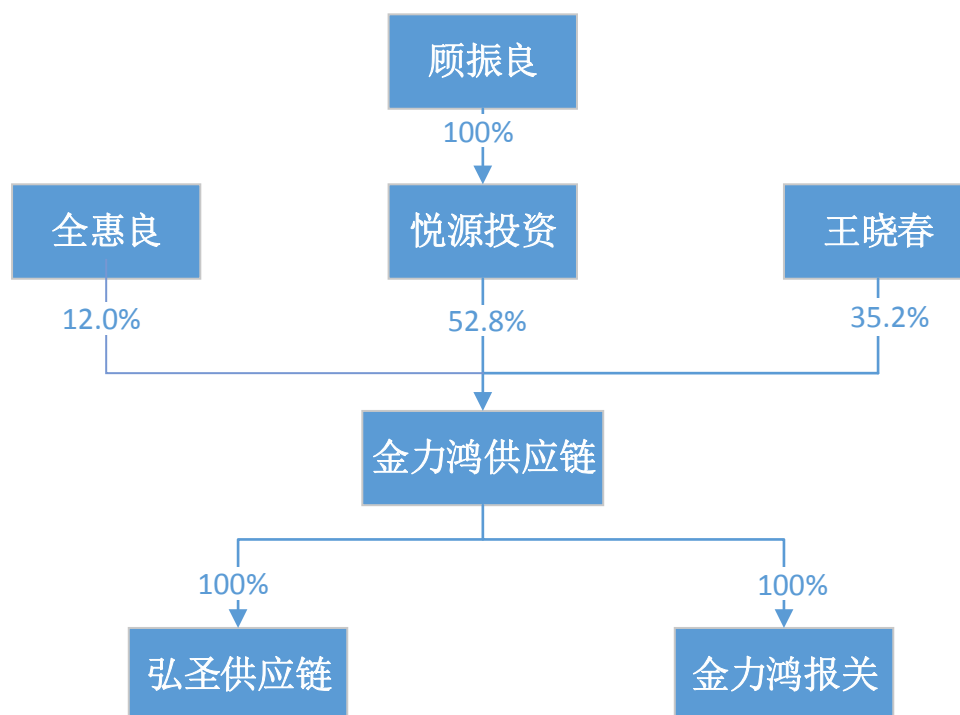 顾振良
100%
全惠良
悦源投资
王晓春
12.0%
52.8%
35.2%
金力鸿供应链
100%
100%
弘圣供应链
金力鸿报关